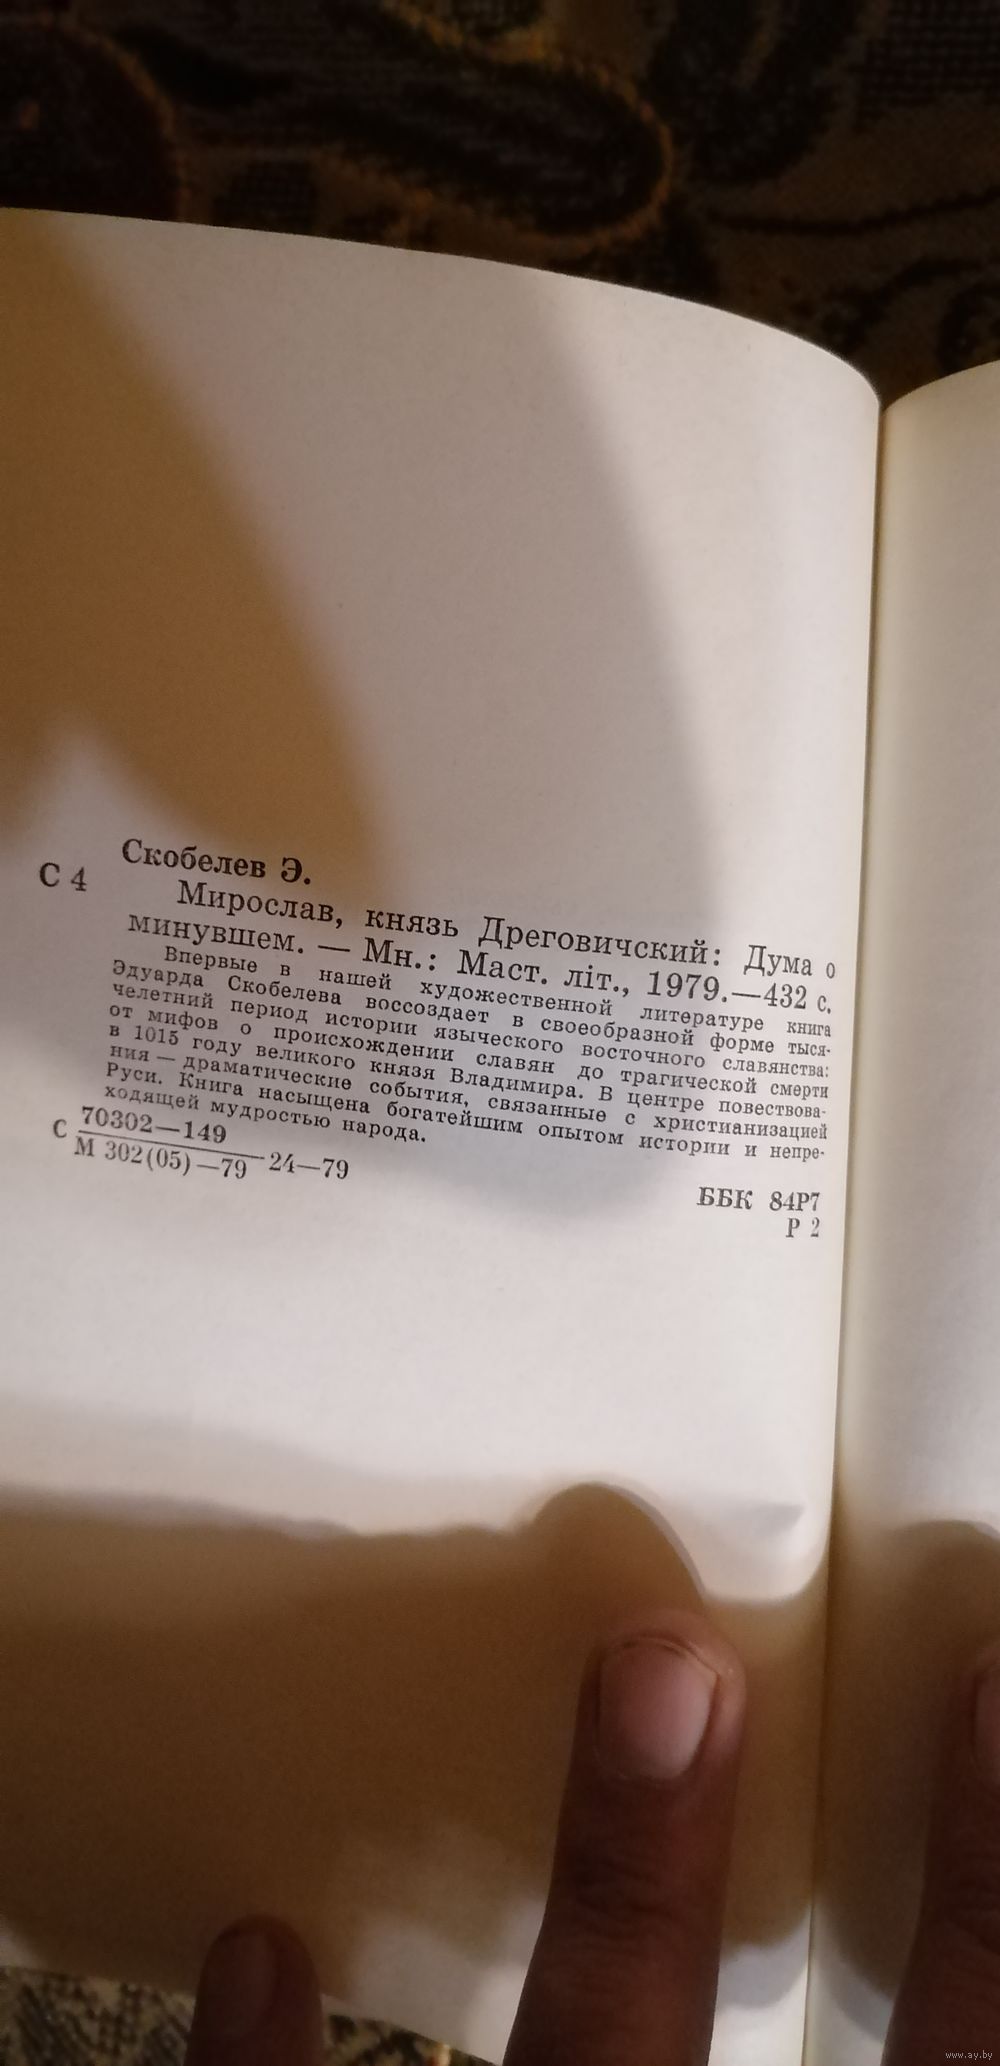 Скобелев Э.
С 4
Мирослав, князь Дреговичский: Дума о
минувшем. — Мн.: Маст. літ., 1979.—432 с.
Впервые в нашей художественной литературе книга
Эдуарда Скобелева воссоздает в своеобразной форме тыся-
челетний период истории языческого восточного славянства:
от мифов о происхождении славян до трагической смерти
в 1015 году великого князя Владимира. В центре повествова-
ния — драматические события, связанные с христианизацией
Руси. Книга насыщена богатейшим опытом истории и непре-
ходящей мудростью народа.
С 70302—149
М 302(05)—79 24—79
ББК 84Р7
Р 2
www.ay.by